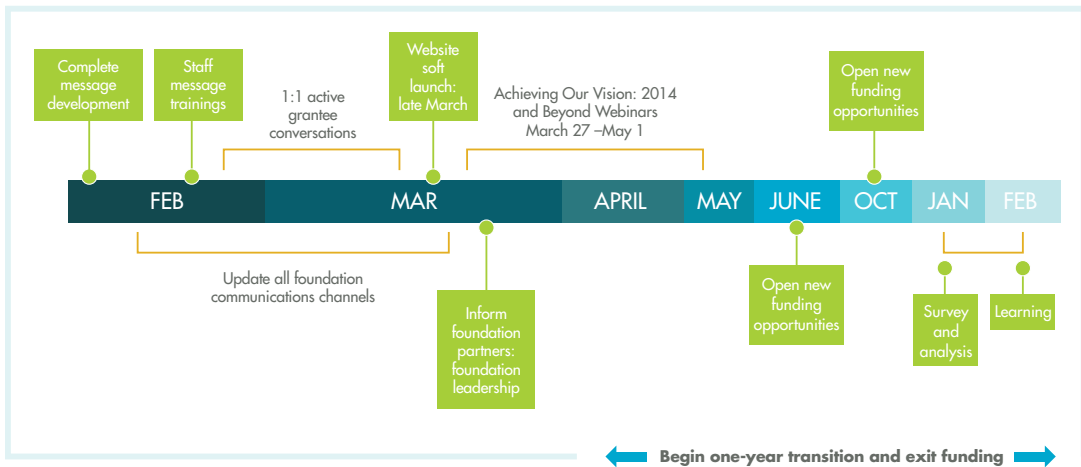 Complete
message
development
Staff
message
trainings
1:1 active
grantee
conversations
Website
soft
launch:
late March
Achieving Our Vision: 2014
and Beyond Webinars
March 27 –May 1
Open new
funding
opportunities
FEB
MAR
APRIL
MAY
JUNE
OCT
JAN
FEB
Update all foundation
communications channels
Inform
foundation
partners:
foundation
leadership
Open new
funding
opportunities
Survey
and
analysis
Learning
Begin one-year transition and exit funding